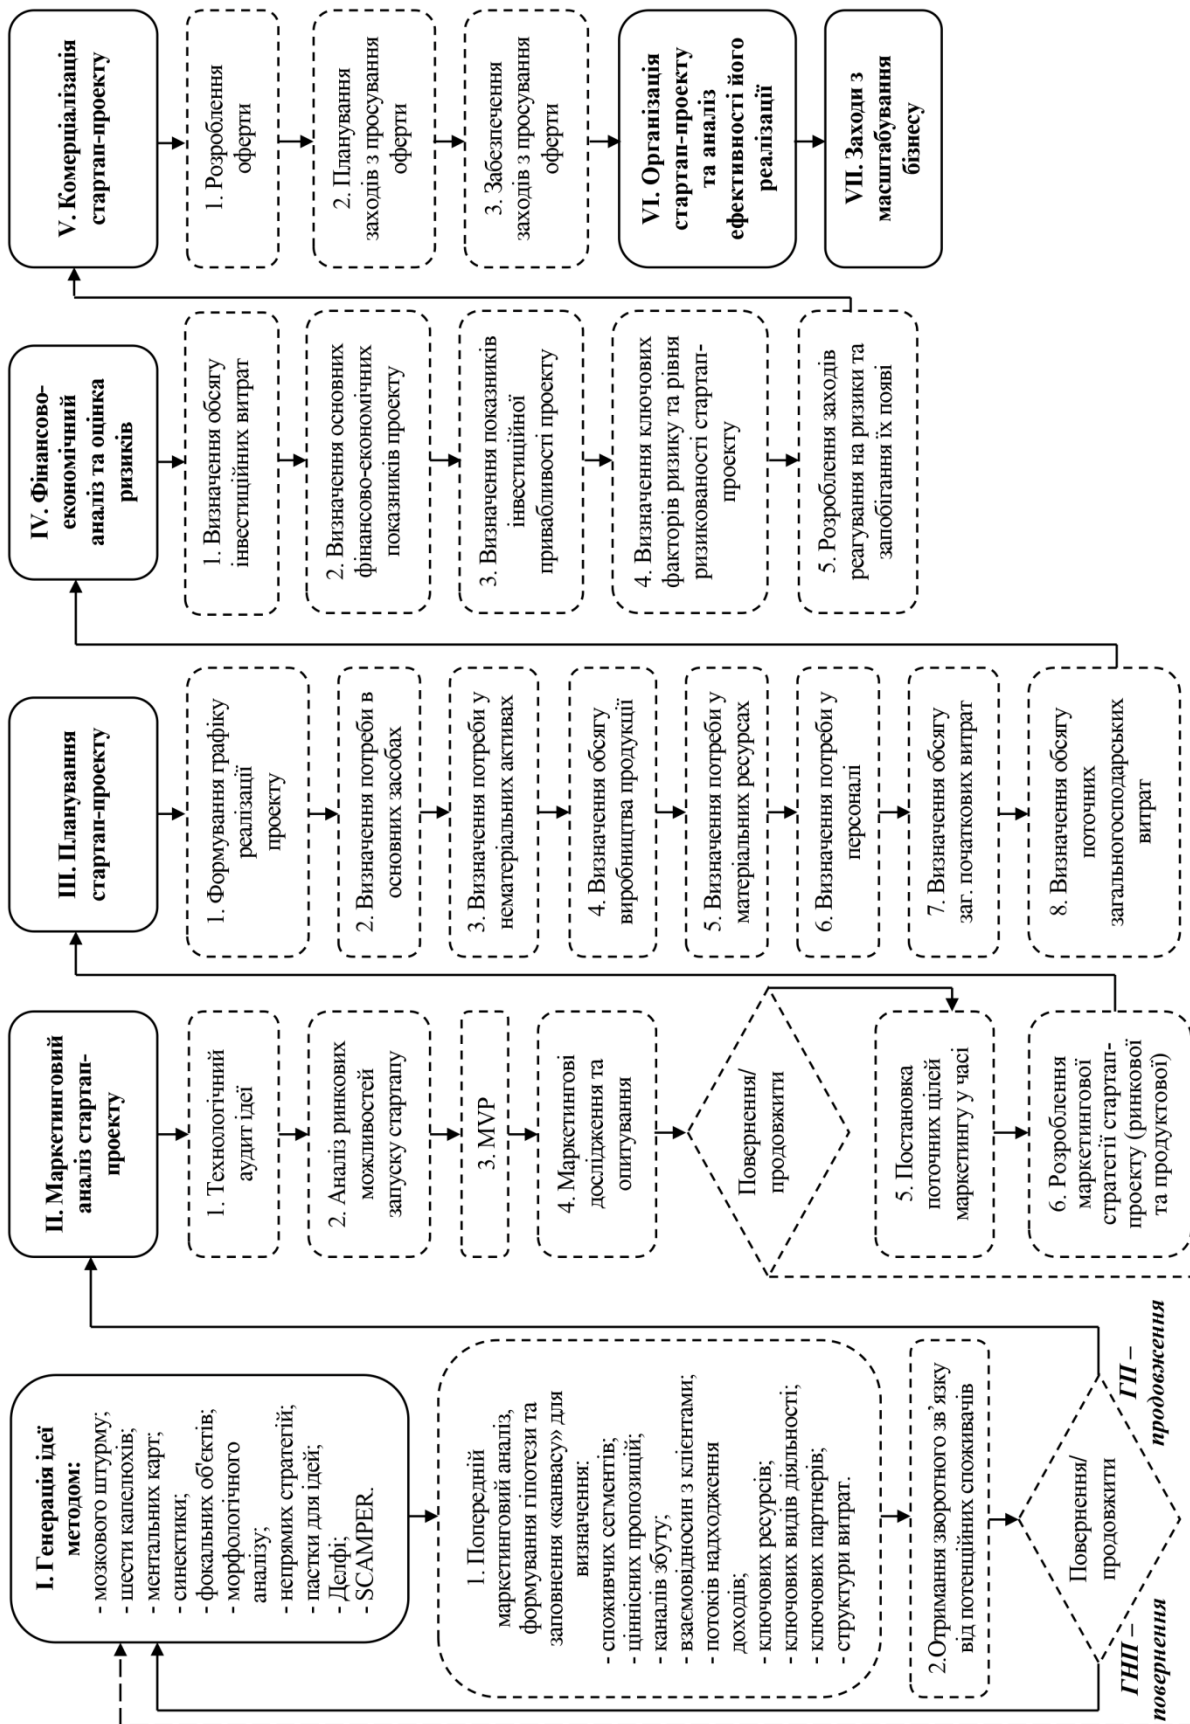 І. Генерація ідеї
методом:
- мозкового штурму;
- шести капелюхів;
- ментальних карт;
- синектики;
- фокальних об'єктів;
- морфологічного
аналізу;
- непрямих стратегій;
- пастки для ідей;
- Делфі;
- SCAMPER.
1. Попередній
маркетинговий аналіз,
формування гіпотези та
заповнення «канвасу» для
визначення:
- споживчих сегментів;
- ціннісних пропозицій;
- каналів збуту;
- взаємовідносин з клієнтами;
- потоків надходження
доходів;
- ключових ресурсів;
- ключових видів діяльності;
- ключових партнерів;
- структури витрат.
2.Отримання зворотного зв’язку
від потенційних споживачів
Повернення/
продовжити
ГНП –
повернення
ГП –
продовження
ІІ. Маркетинговий
аналіз стартап-
проекту
1. Технологічний
аудит ідеї
2. Аналіз ринкових
можливостей
запуску стартапу
3. MVP
4. Маркетингові
дослідження та
опитування
Повернення/
продовжити
5. Постановка
поточних цілей
маркетингу у часі
6. Розроблення
маркетингової
стратегії стартап-
проекту (ринкової
та продуктової)
ІІІ. Планування
стартап-проекту
1. Формування графіку
реалізації
проекту
2. Визначення потреби в
основних засобах
3. Визначення потреби у
нематеріальних активах
4. Визначення обсягу
виробництва продукції
5. Визначення потреби у
матеріальних ресурсах
6. Визначення потреби у
персоналі
7. Визначення обсягу
заг. початкових витрат
8. Визначення обсягу
поточних
загальногосподарських
витрат
IV. Фінансово-
економічний
аналіз та оцінка
ризиків
1. Визначення обсягу
інвестиційних витрат
2. Визначення основних
фінансово-економічних
показників проекту
3. Визначення показників
інвестиційної
привабливості проекту
4. Визначення ключових
факторів ризику та рівня
ризикованості стартап-
проекту
5. Розроблення заходів
реагування на ризики та
запобігання їх появі
V. Комерціалізація
стартап-проекту
1. Розроблення
оферти
2. Планування
заходів з просування
оферти
3. Забезпечення
заходів з просування
оферти
VI. Організація
стартап-проекту
та аналіз
ефективності його
реалізації
VII. Заходи з
масштабування
бізнесу